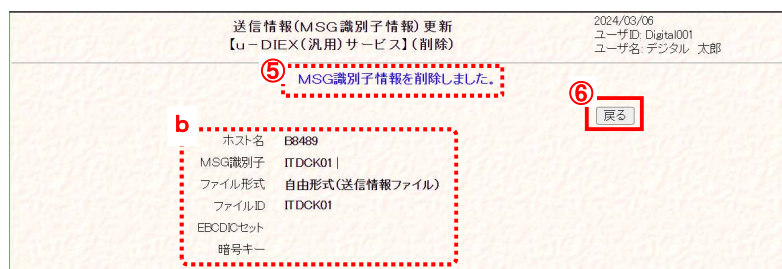 送信情報(MSG識別子情報)更新
【u-DIEX(汎用)サービス】(削除)
2024/03/06
ユーザID: Digital001
ユーザ名: デジタル 太郎
⑤
MSG識別子情報を削除しました。
⑥
戻る
b
ホスト名 B8489
MSG識別子 ITDCK01 |
ファイル形式 自由形式(送信情報ファイル)
ファイルID ITDCK01
EBCDICセット
暗号キー